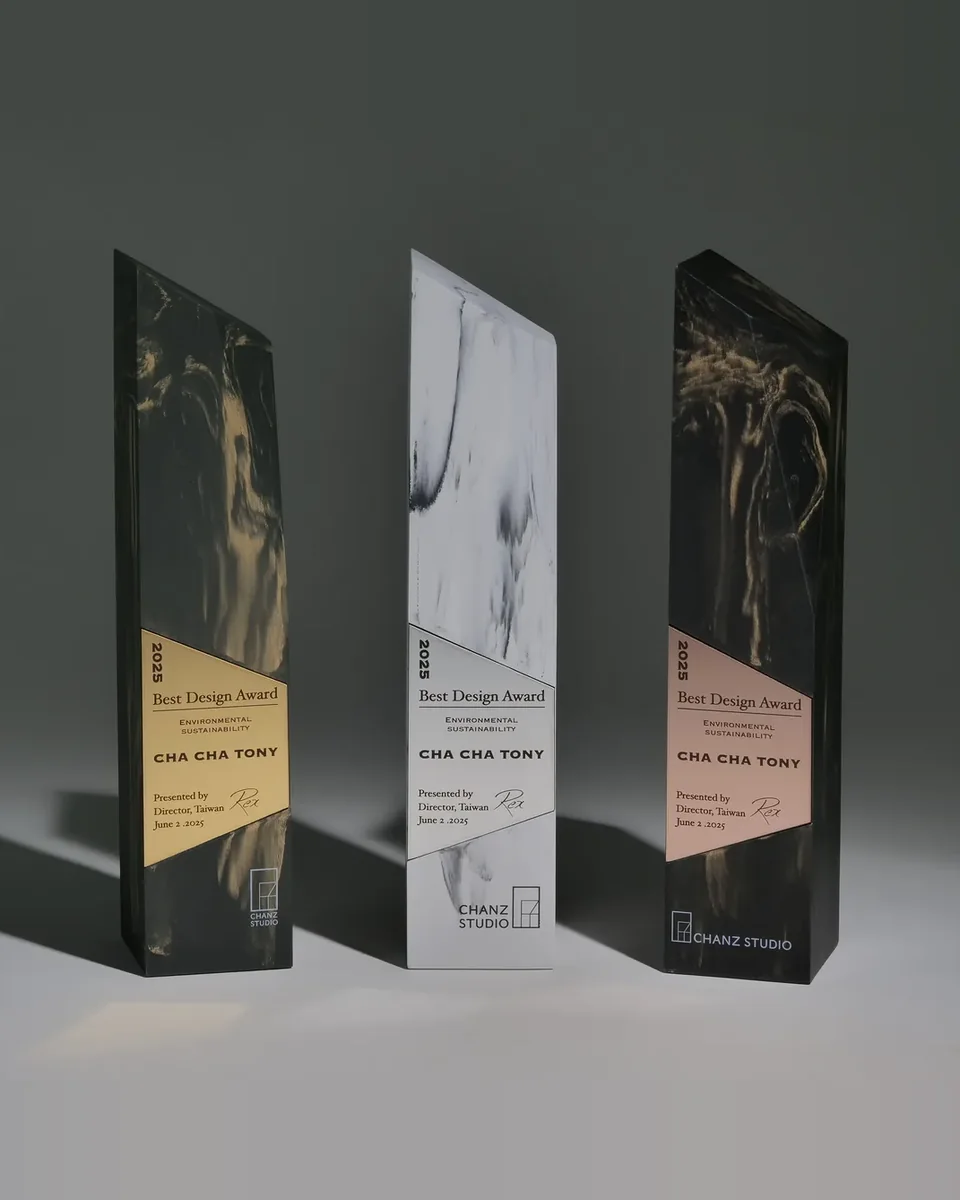 2025
Best Design Award
ENVIRONMENTAL
SUSTAINABILITY
CHA CHA TONY
Presented by
Director, Taiwan
Rex
June 2 .2025
CHANZ
STUDIO
2025
Best Design Award
ENVIRONMENTAL
SUSTAINABILITY
CHA CHA TONY
Presented by
Director, Taiwan
Rex
June 2 .2025
CHANZ
STUDIO
2025
Best Design Award
ENVIRONMENTAL
SUSTAINABILITY
CHA CHA TONY
Presented by
Director, Taiwan
Rex
June 2 .2025
CHANZ STUDIO